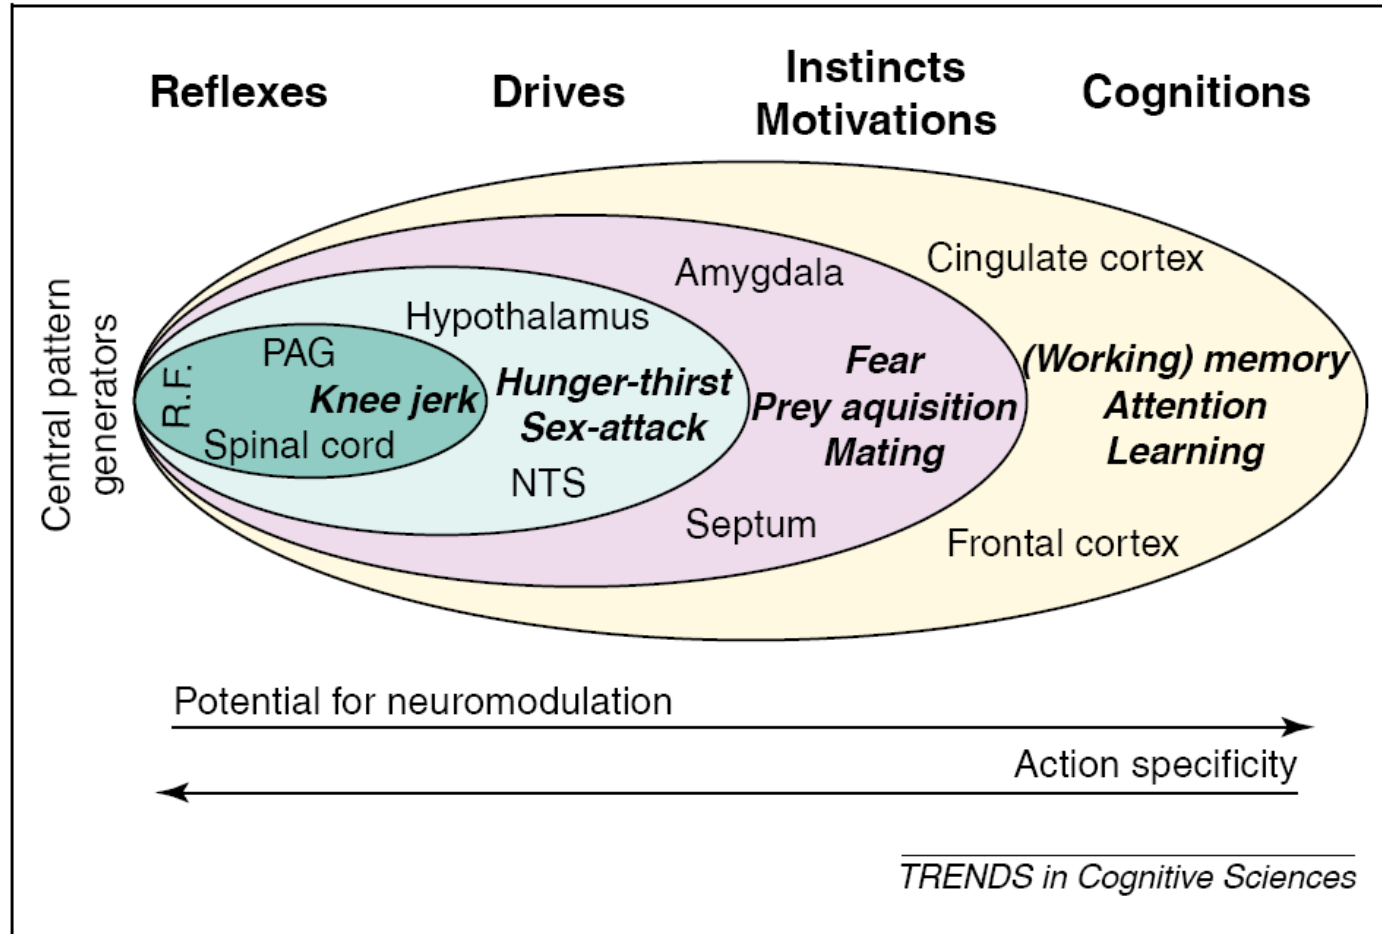 Reflexes
Drives
Instincts
Motivations
Cognitions
Central pattern
generators
R.F.
PAG
Knee jerk
Spinal cord
Hypothalamus
Hunger-thirst
Sex-attack
NTS
Amygdala
Fear
Prey aquisition
Mating
Septum
Cingulate cortex
(Working) memory
Attention
Learning
Frontal cortex
Potential for neuromodulation
Action specificity
TRENDS in Cognitive Sciences